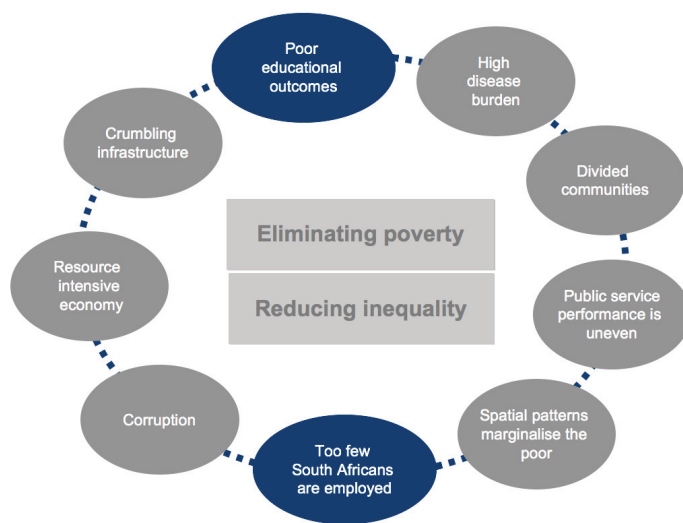 Poor
educational
outcomes
High
disease
burden
Crumbling
infrastructure
Divided
communities
Eliminating poverty
Resource
intensive
economy
Reducing inequality
Public service
performance is
uneven
Corruption
Spatial patterns
marginalise the
poor
Too few
South Africans
are employed